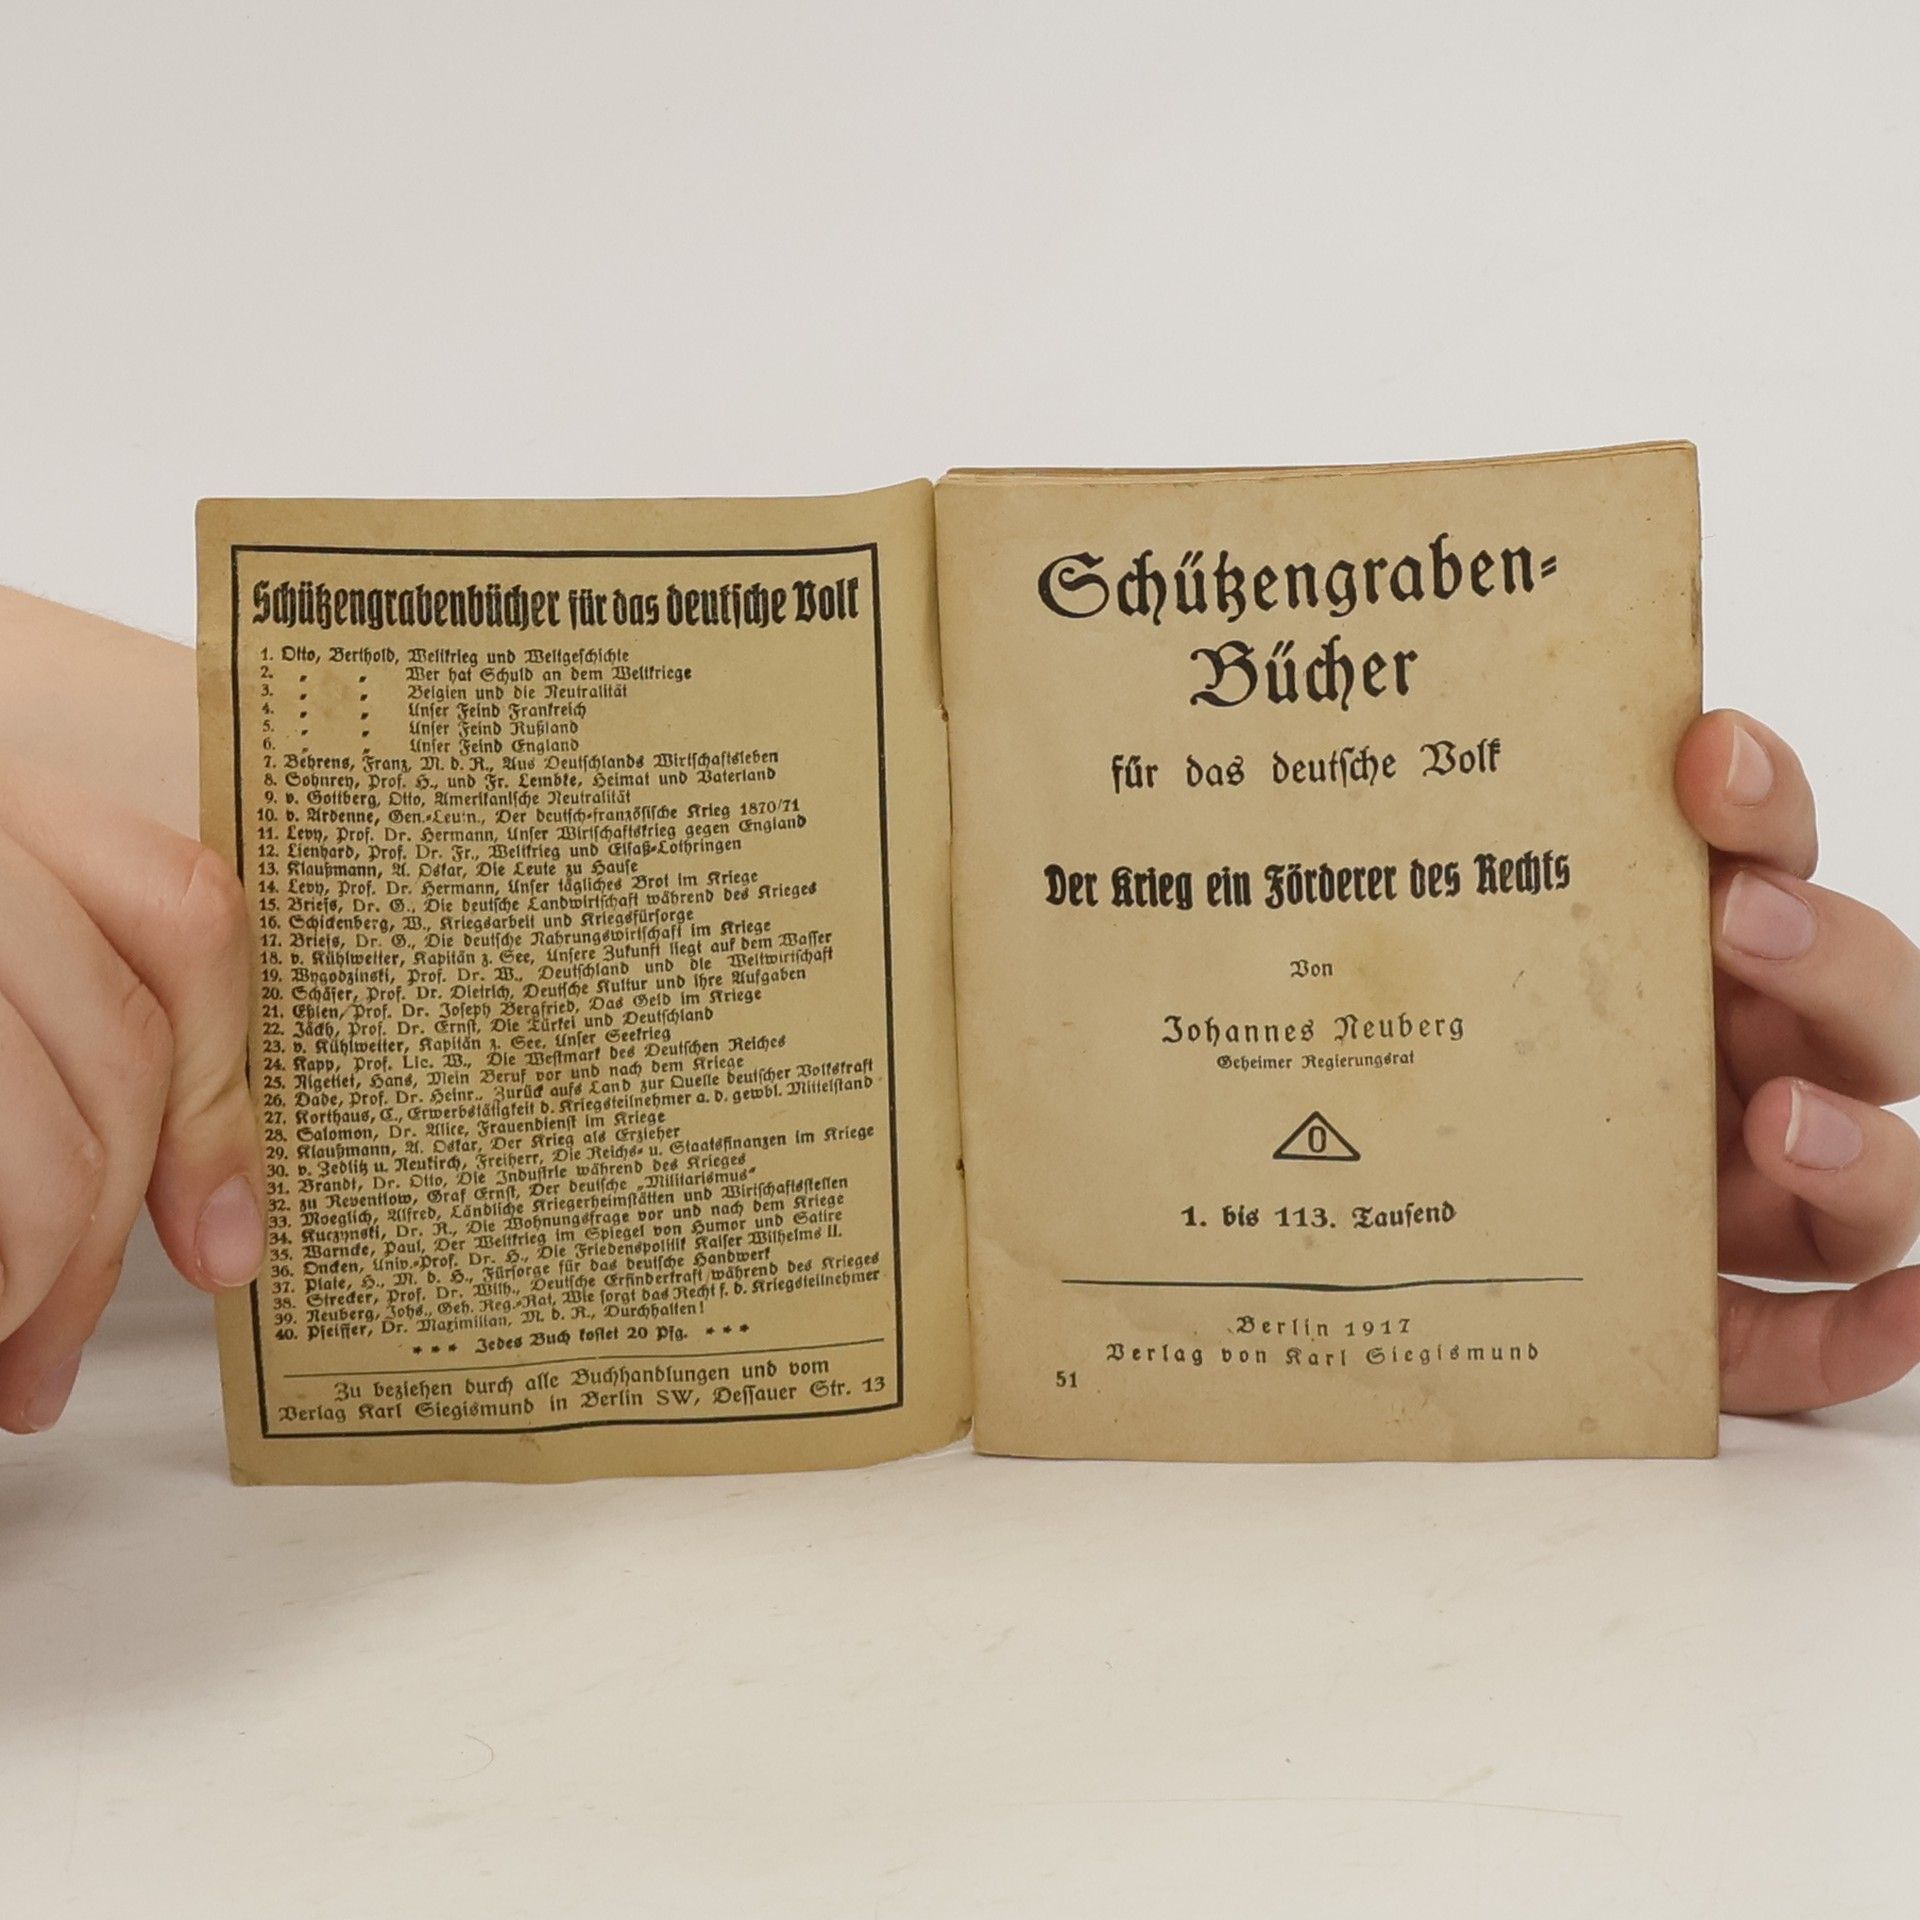 Schützengrabenbücher für das deutsche Volk
1. Otto, Berthold, Weltkrieg und Weltgeschichte
2. „ „ Wer hat Schuld an dem Weltkriege
3. „ „ Belgien und die Neutralität
4. „ „ Unser Feind Frankreich
5. „ „ Unser Feind Rußland
6. „ „ Unser Feind England
7. Behrens, Franz, M. d. R., Aus Deutschlands Wirtschaftsleben
8. Sohnrey, Prof. H., und Fr. Lembke, Heimat und Vaterland
9. v. Gottberg, Otto, Amerikanische Neutralität
10. v. Ardenne, Gen.-Leutn., Der deutsch-französische Krieg 1870/71
11. Levy, Prof. Dr. Hermann, Unser Wirtschaftskrieg gegen England
12. Lienhard, Prof. Dr. Fr., Weltkrieg und Elsaß-Lothringen
13. Klaußmann, A. Oskar, Die Leute zu Hause
14. Levy, Prof. Dr. Hermann, Unser tägliches Brot im Kriege
15. Briefs, Dr. G., Die deutsche Landwirtschaft während des Krieges
16. Schickenberg, W., Kriegsarbeit und Kriegsfürsorge
17. Briefs, Dr. G., Die deutsche Nahrungswirtschaft im Kriege
18. v. Kühlwetter, Kapitän z. See, Unsere Zukunft liegt auf dem Wasser
19. Wygodzinski, Prof. Dr. W., Deutschland und die Weltwirtschaft
20. Schäfer, Prof. Dr. Dietrich, Deutsche Kultur und ihre Aufgaben
21. Ehlen, Prof. Dr. Joseph Bergfried, Das Geld im Kriege
22. Jäckh, Prof. Dr. Ernst, Die Türkei und Deutschland
23. v. Kühlwetter, Kapitän z. See, Unser Seekrieg
24. Kapp, Prof. Lic. W., Die Westmark des Deutschen Reiches
25. Nigetiet, Hans, Mein Beruf vor und nach dem Kriege
26. Dade, Prof. Dr. Heinr., Zurück aufs Land zur Quelle deutscher Volkskraft
27. Korthaus, C., Erwerbstätigkeit d. Kriegsteilnehmer a. d. gewbl. Mittelstand
28. Salomon, Dr. Alice, Frauendienst im Kriege
29. Klaußmann, A. Oskar, Der Krieg als Erzieher
30. v. Zedlitz u. Neukirch, Freiherr, Die Reichs- u. Staatsfinanzen im Kriege
31. Brandt, Dr. Otto, Die Industrie während des Krieges
32. zu Reventlow, Graf Ernst, Der deutsche „Militarismus“
33. Moeglich, Alfred, Ländliche Kriegerheimstätten und Wirtschaftsstellen
34. Kuczynski, Dr. R., Die Wohnungsfrage vor und nach dem Kriege
35. Warncke, Paul, Der Weltkrieg im Spiegel von Humor und Satire
36. Oncken, Univ.-Prof. Dr. H., Die Friedenspolitik Kaiser Wilhelms II.
37. Plate, H., M. d. H., Fürsorge für das deutsche Handwerk
38. Strecker, Prof. Dr. Wilh., Deutsche Erfinderkraft während des Krieges
39. Neuberg, Johs., Geh. Reg.-Rat, Wie sorgt das Recht f. d. Kriegsteilnehmer
40. Pfeiffer, Dr. Maximilian, M. d. R., Durchhalten!
* * * Jedes Buch kostet 20 Pfg. * * *
Zu beziehen durch alle Buchhandlungen und vom
Verlag Karl Siegismund in Berlin SW, Dessauer Str. 13
Schützengraben-
Bücher
für das deutsche Volk
Der Krieg ein Förderer des Rechts
Von
Johannes Neuberg
Geheimer Regierungsrat
0
1. bis 113. Tausend
Berlin 1917
Verlag von Karl Siegismund
51